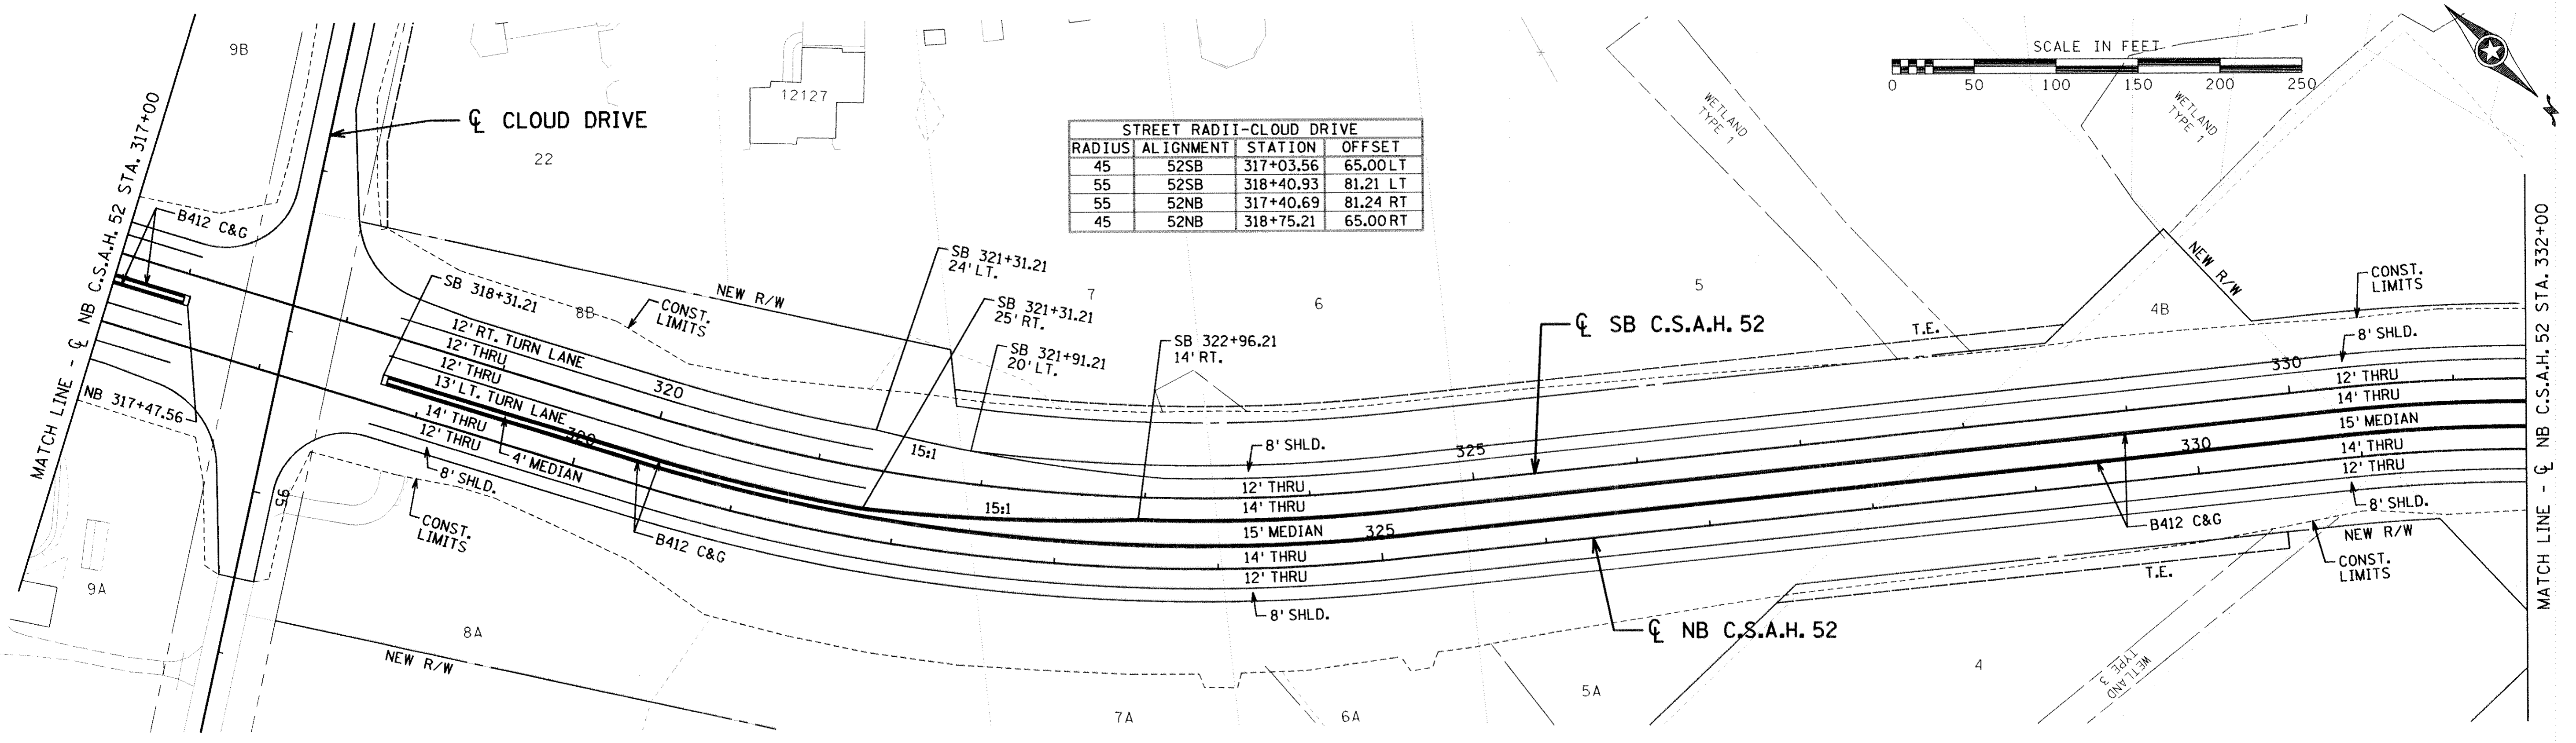 9B
MATCH LINE - ℄ NB C.S.A.H. 52 STA. 317+00
℄ CLOUD DRIVE
22
12127
SCALE IN FEET
0 50 100 150 200 250
WETLAND
TYPE 1
WETLAND
TYPE 1
STREET RADII-CLOUD DRIVE
RADIUS ALIGNMENT STATION OFFSET
45 52SB 317+03.56 65.00 LT
55 52SB 318+40.93 81.21 LT
55 52NB 317+40.69 81.24 RT
45 52NB 318+75.21 65.00 RT
B412 C&G
NB 317+47.56
SB 318+31.21
8B
CONST.
LIMITS
NEW R/W
SB 321+31.21
24' LT.
7
SB 321+31.21
25' RT.
SB 321+91.21
20' LT.
SB 322+96.21
14' RT.
6
5
℄ SB C.S.A.H. 52
T.E.
4B
NEW R/W
CONST.
LIMITS
8' SHLD.
12' RT. TURN LANE
12' THRU
12' THRU
13' LT. TURN LANE
14' THRU
12' THRU
320
320
4' MEDIAN
8' SHLD.
15:1
15:1
8' SHLD.
12' THRU
14' THRU
15' MEDIAN
14' THRU
12' THRU
8' SHLD.
325
325
330
330
12' THRU
14' THRU
15' MEDIAN
14' THRU
12' THRU
8' SHLD.
B412 C&G
B412 C&G
95
CONST.
LIMITS
9A
8A
NEW R/W
7A
6A
5A
4
℄ NB C.S.A.H. 52
WETLAND
TYPE 3
T.E.
NEW R/W
CONST.
LIMITS
MATCH LINE - ℄ NB C.S.A.H. 52 STA. 332+00